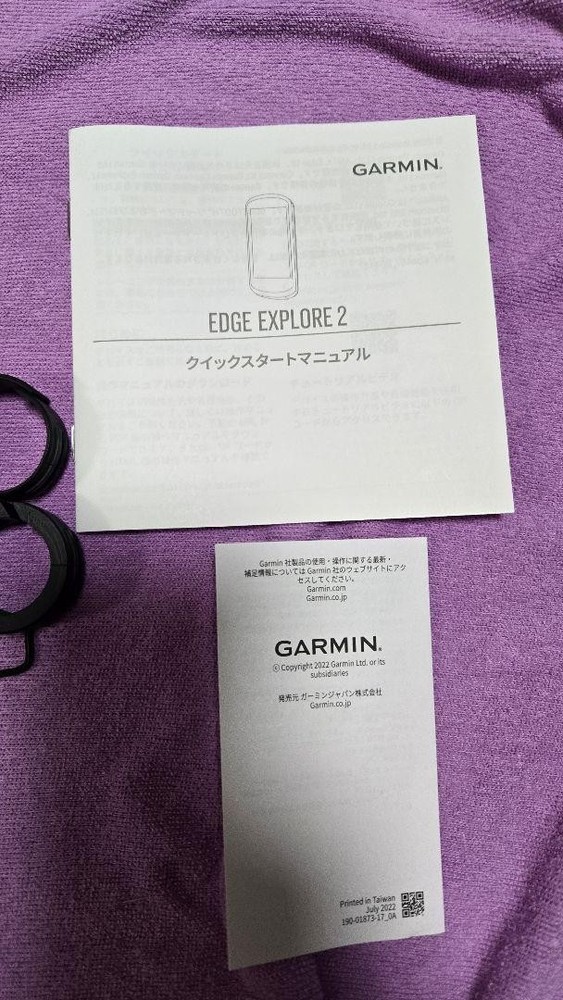 GARMIN.
EDGE EXPLORE 2
クイックスタートマニュアル
Garmin 社製品の使用・操作に関する最新・
補足情報については Garmin 社のウェブサイトにアク
セスしてください。
Garmin.com
Garmin.co.jp
GARMIN.
© Copyright 2022 Garmin Ltd. or its
subsidiaries
発売元 ガーミンジャパン株式会社
Garmin.co.jp
Printed in Taiwan
July 2022
190-01873-17_0A